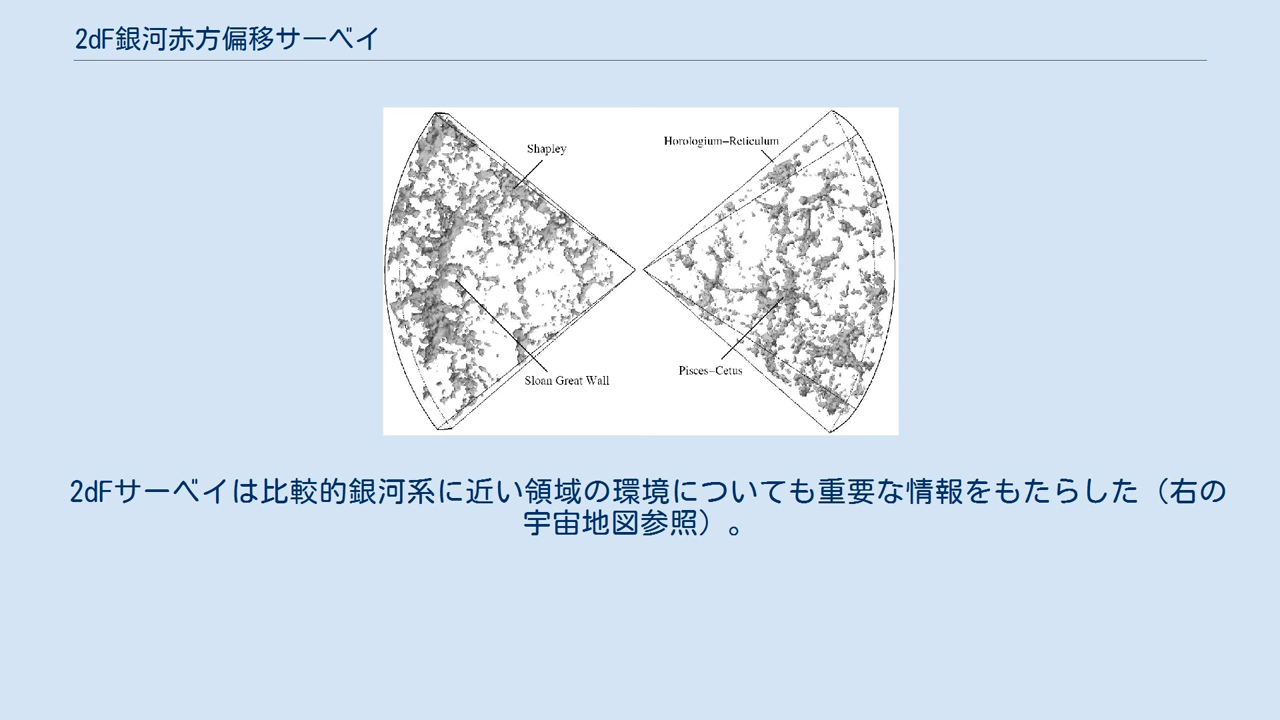 2dF銀河赤方偏移サーベイ
Shapley
Horologium-Reticulum
Pisces-Cetus
Sloan Great Wall
2dFサーベイは比較的銀河系に近い領域の環境についても重要な情報をもたらした（右の
宇宙地図参照）。